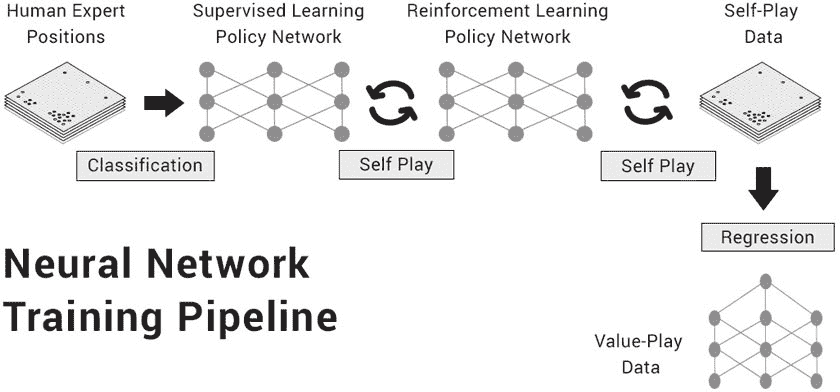 Human Expert
Positions
Supervised Learning
Policy Network
Reinforcement Learning
Policy Network
Self-Play
Data
Classification
Self Play
Self Play
Regression
Neural Network
Training Pipeline
Value-Play
Data